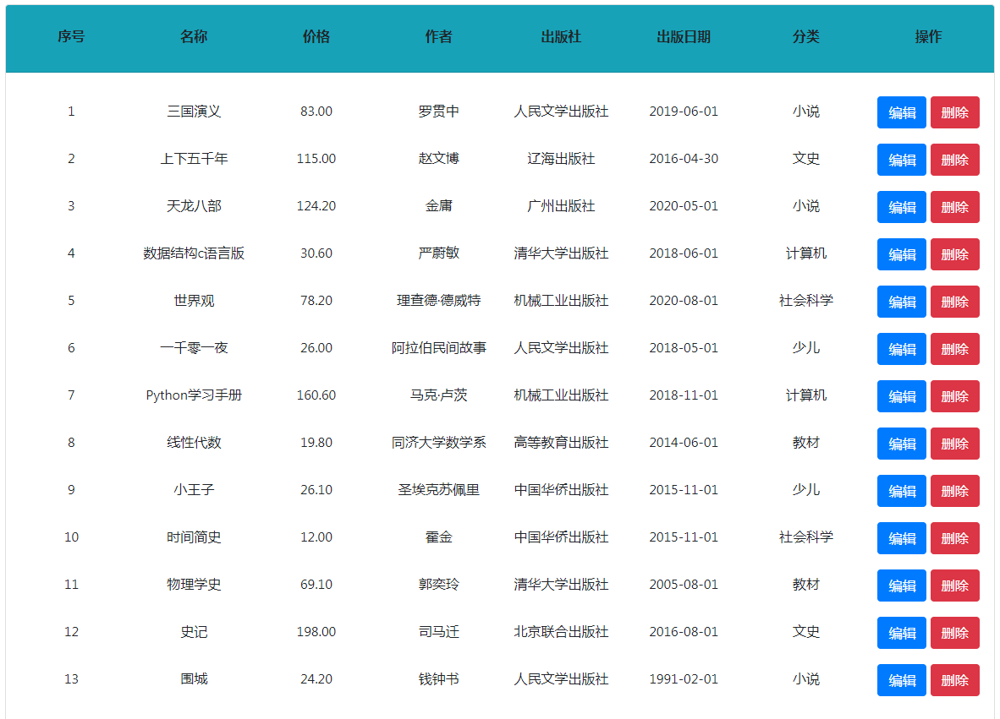 序号 名称 价格 作者 出版社 出版日期 分类 操作
1 三国演义 83.00 罗贯中 人民文学出版社 2019-06-01 小说 编辑 删除
2 上下五千年 115.00 赵文博 辽海出版社 2016-04-30 文史 编辑 删除
3 天龙八部 124.20 金庸 广州出版社 2020-05-01 小说 编辑 删除
4 数据结构c语言版 30.60 严蔚敏 清华大学出版社 2018-06-01 计算机 编辑 删除
5 世界观 78.20 理查德·德威特 机械工业出版社 2020-08-01 社会科学 编辑 删除
6 一千零一夜 26.00 阿拉伯民间故事 人民文学出版社 2018-05-01 少儿 编辑 删除
7 Python学习手册 160.60 马克·卢茨 机械工业出版社 2018-11-01 计算机 编辑 删除
8 线性代数 19.80 同济大学数学系 高等教育出版社 2014-06-01 教材 编辑 删除
9 小王子 26.10 圣埃克苏佩里 中国华侨出版社 2015-11-01 少儿 编辑 删除
10 时间简史 12.00 霍金 中国华侨出版社 2015-11-01 社会科学 编辑 删除
11 物理学史 69.10 郭奕玲 清华大学出版社 2005-08-01 教材 编辑 删除
12 史记 198.00 司马迁 北京联合出版社 2016-08-01 文史 编辑 删除
13 围城 24.20 钱钟书 人民文学出版社 1991-02-01 小说 编辑 删除